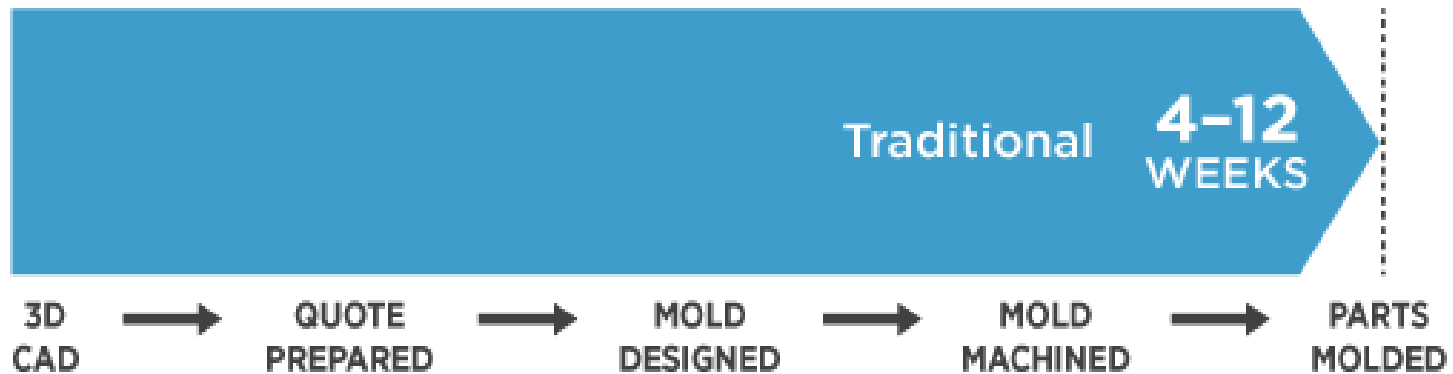 Traditional
4–12
WEEKS
3D
CAD
QUOTE
PREPARED
MOLD
DESIGNED
MOLD
MACHINED
PARTS
MOLDED